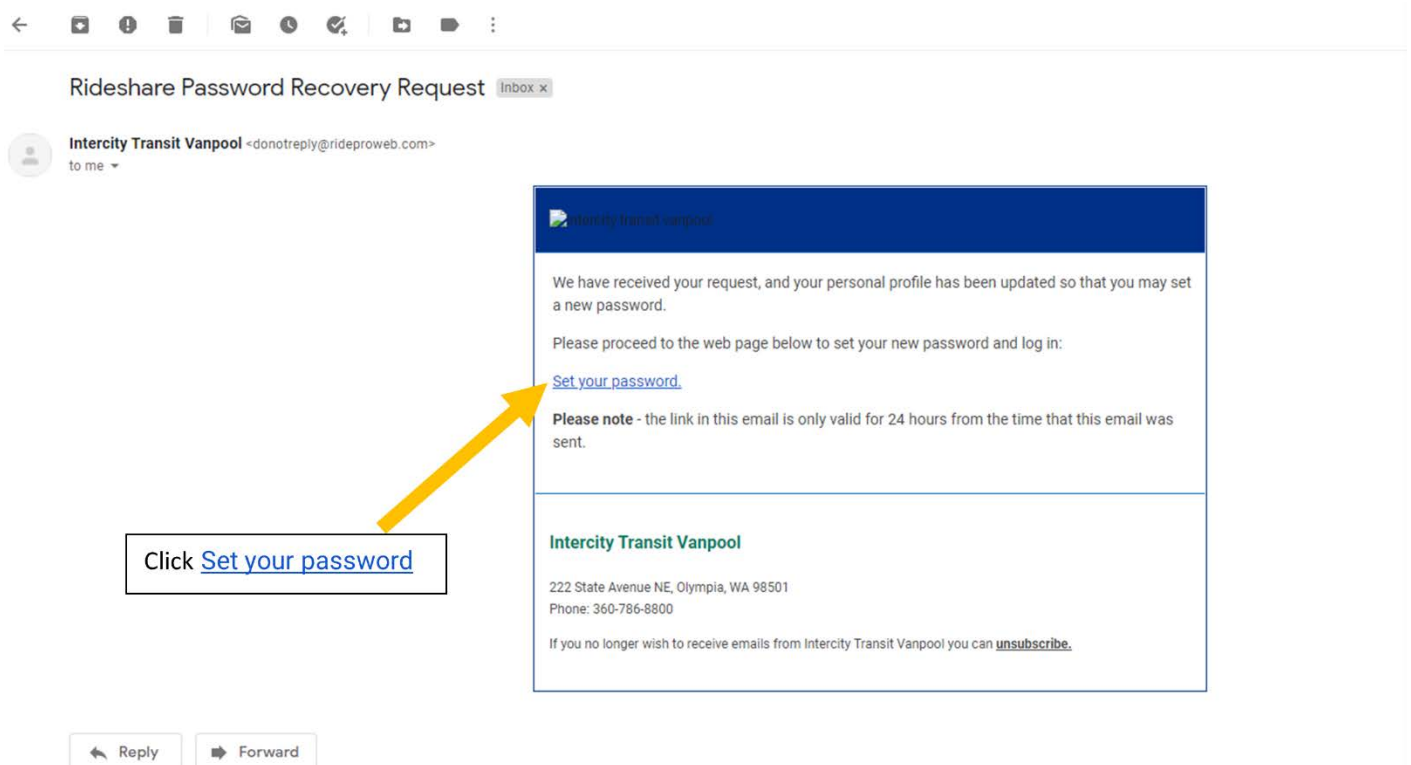 Rideshare Password Recovery Request Inbox x
Intercity Transit Vanpool <donotreply@rideproweb.com>
to me
intercity transit vanpool
We have received your request, and your personal profile has been updated so that you may set
a new password.
Please proceed to the web page below to set your new password and log in:
Set your password.
Please note - the link in this email is only valid for 24 hours from the time that this email was
sent.
Click Set your password
Intercity Transit Vanpool
222 State Avenue NE, Olympia, WA 98501
Phone: 360-786-8800
If you no longer wish to receive emails from Intercity Transit Vanpool you can unsubscribe.
Reply Forward